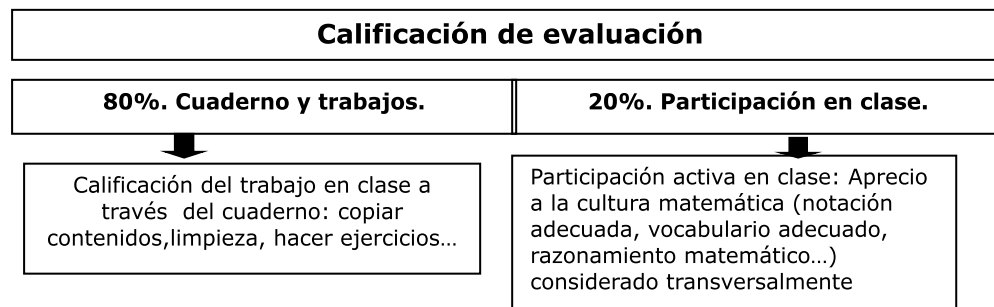 Calificación de evaluación
80%. Cuaderno y trabajos.
20%. Participación en clase.
Calificación del trabajo en clase a
través  del cuaderno: copiar
contenidos,limpieza, hacer ejercicios…
Participación activa en clase: Aprecio
a la cultura matemática (notación
adecuada, vocabulario adecuado,
razonamiento matemático…)
considerado transversalmente